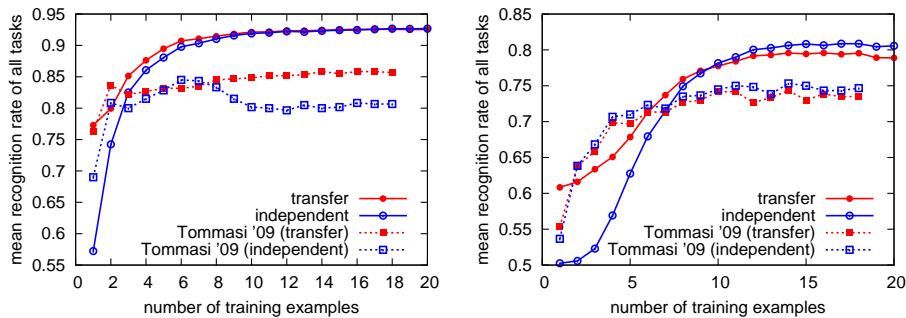 mean recognition rate of all tasks
0.95
0.9
0.85
0.8
0.75
0.7
0.65
0.6
0.55
0 2 4 6 8 10 12 14 16 18 20
number of training examples
transfer
independent
Tommasi '09 (transfer)
Tommasi '09 (independent)
mean recognition rate of all tasks
0.85
0.8
0.75
0.7
0.65
0.6
0.55
0.5
0 5 10 15 20
number of training examples
transfer
independent
Tommasi '09 (transfer)
Tommasi '09 (independent)